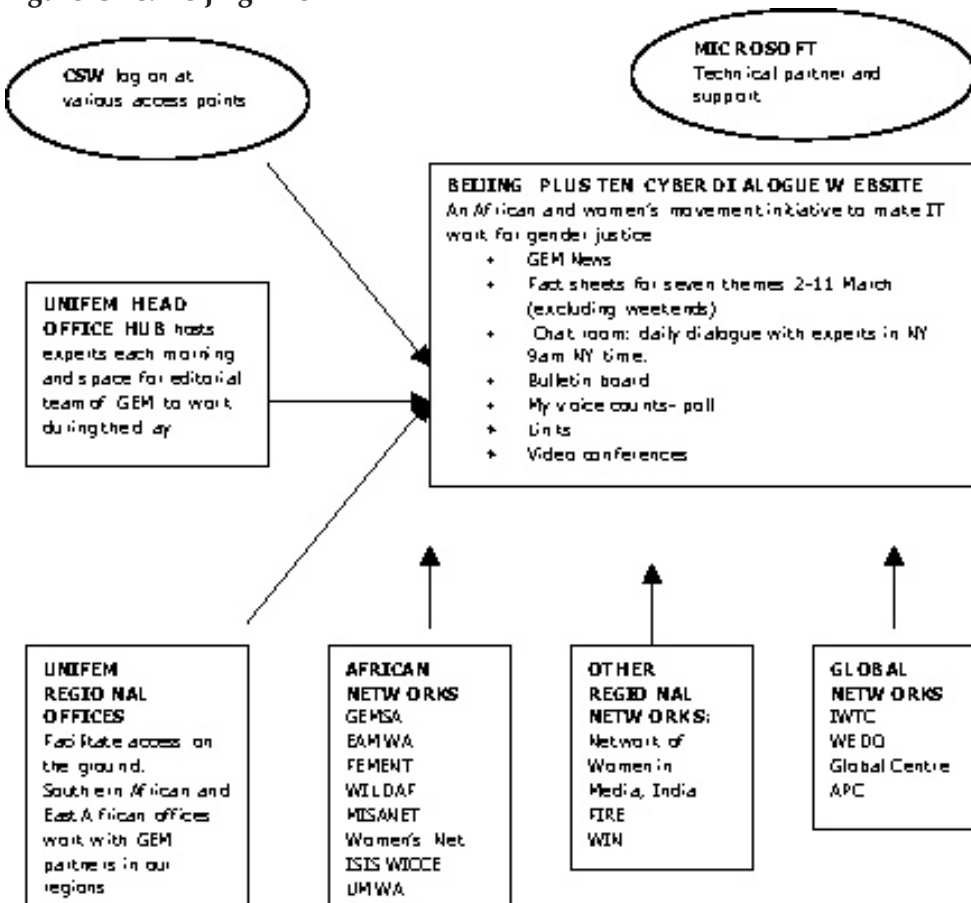 CSW log on at
various access points
MICROSOFT
Technical partner and
support
BEIJING PLUS TEN CYBER DIALOGUE WEBSITE
An African and women's movement initiative to make IT
work for gender justice
GEM News
Fact sheets for seven themes 2-11 March
(excluding weekends)
Chat room: daily dialogue with experts in NY
9am NY time.
Bulletin board
My voice counts- poll
Links
Video conferences
UNIFEM HEAD
OFFICE HUB hosts
experts each morning
and space for editorial
team of GEM to work
during the day
UNIFEM
REGIONAL
OFFICES
Facilitate access on
the ground.
Southern African and
East African offices
work with GEM
partners in our
regions
AFRICAN
NETWORKS
GEMSA
EAMWA
FEMENT
WILDAF
MISANET
Women's Net
ISIS WICCE
UMWA
OTHER
REGIONAL
NETWORKS:
Network of
Women in
Media, India
FIRE
WIN
GLOBAL
NETWORKS
IWTC
WEDO
Global Centre
APC